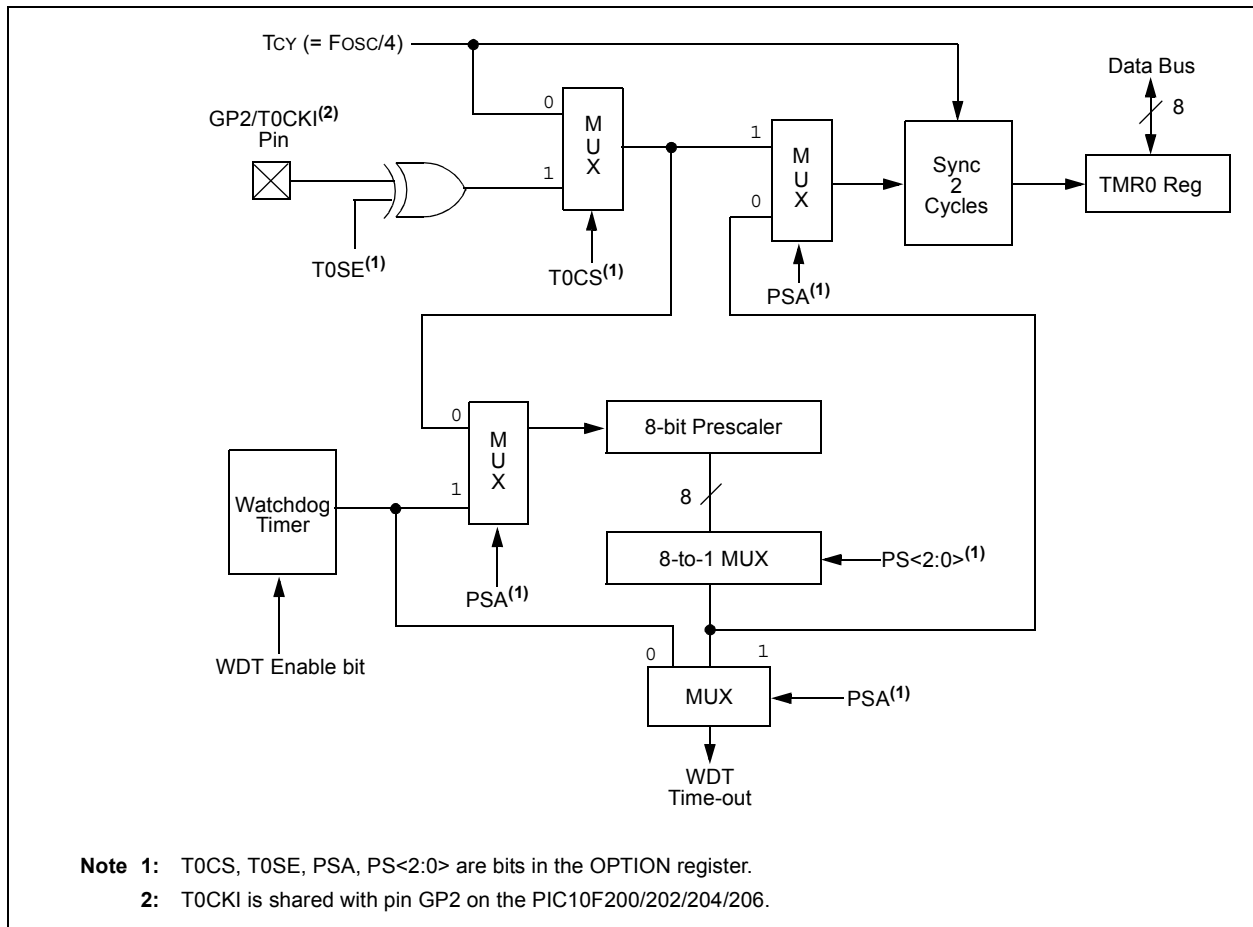 TCY (= FOSC/4)
Data Bus
GP2/T0CKI(2)
Pin
0
M
U
X
1
8
1
M
U
X
0
Sync
2
Cycles
TMR0 Reg
T0SE(1)
T0CS(1)
PSA(1)
0
M
U
X
1
8-bit Prescaler
Watchdog
Timer
8
8-to-1 MUX
PS<2:0>(1)
PSA(1)
WDT Enable bit
0
1
MUX
PSA(1)
WDT
Time-out
Note 1: T0CS, T0SE, PSA, PS<2:0> are bits in the OPTION register.
2: T0CKI is shared with pin GP2 on the PIC10F200/202/204/206.